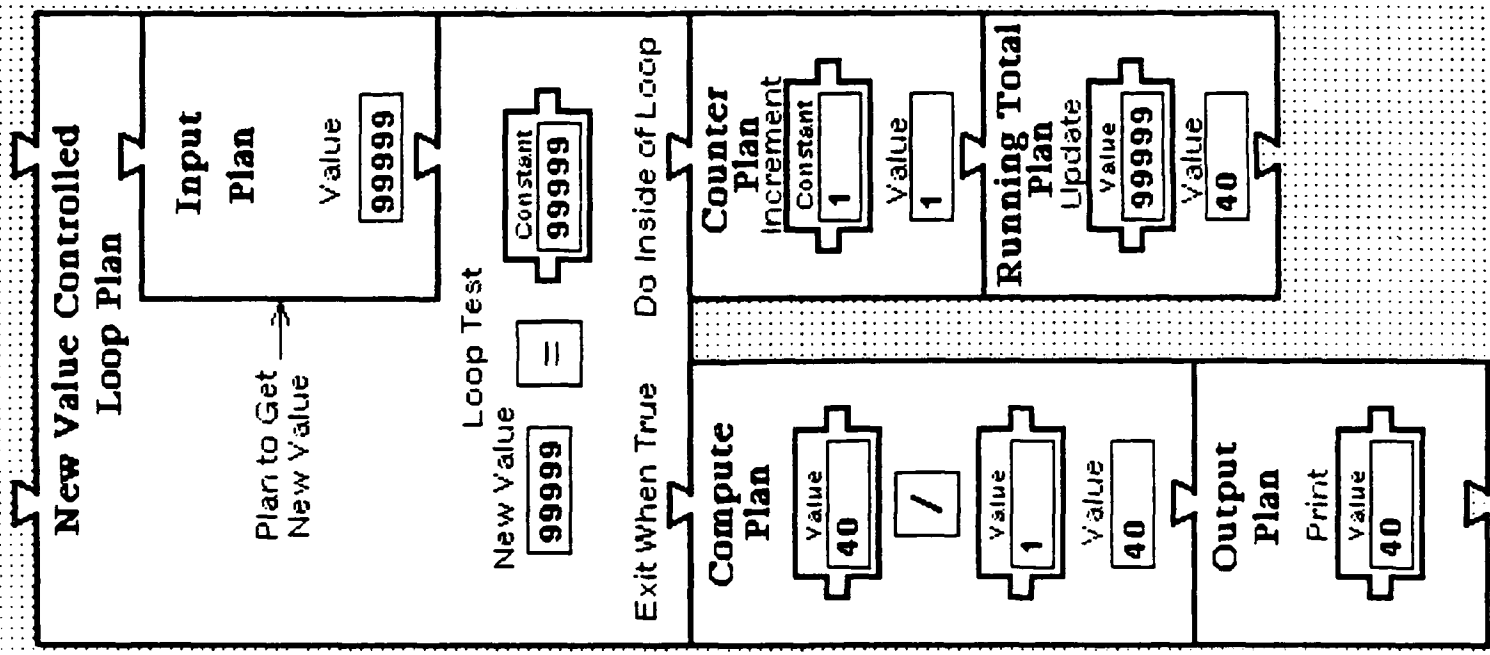 New Value Controlled
Loop Plan
Plan to Get
New Value
Input
Plan
Value
99999
Loop Test
New Value
99999
=
Constant
99999
Exit When True
Do Inside of Loop
Compute
Plan
Value
40
/
Value
1
Value
40
Output
Plan
Print
Value
40
Counter
Plan
Increment
Constant
1
Value
1
Running Total
Plan
Update
Value
99999
Value
40